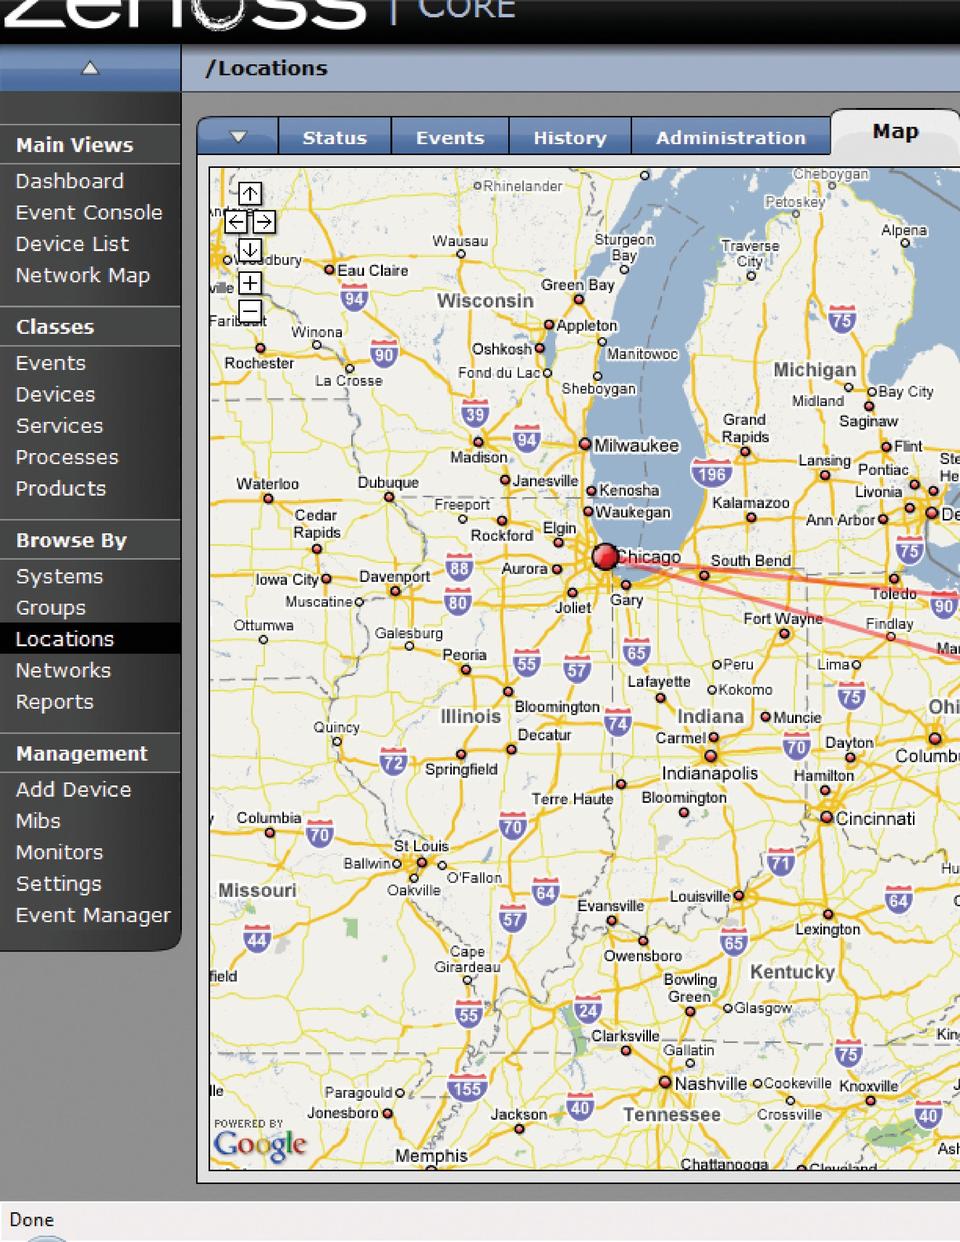 Zenoss | CORE
/Locations
Status
Events
History
Administration
Map
Main Views
Dashboard
Event Console
Device List
Network Map
Classes
Events
Devices
Services
Processes
Products
Browse By
Systems
Groups
Locations
Networks
Reports
Management
Add Device
Mibs
Monitors
Settings
Event Manager
Rhinelander
Cheboygan
Petoskey
Alpena
Wausau
Sturgeon
Bay
Traverse
City
Eau Claire
94
Green Bay
Wisconsin
75
Appleton
Winona
Oshkosh
Manitowoc
90
Rochester
Fond du Lac
Michigan
La Crosse
Sheboygan
Midland
Bay City
39
Saginaw
Grand
Rapids
94
Milwaukee
Flint
Madison
Lansing
196
Pontiac
Waterloo
Dubuque
Janesville
Kenosha
Livonia
Freeport
Waukegan
Kalamazoo
Cedar
Rapids
Rockford
Elgin
Ann Arbor
75
Chicago
88
Aurora
South Bend
Iowa City
Davenport
Toledo
Muscatine
80
Joliet
Gary
90
Ottumwa
Galesburg
Fort Wayne
Findlay
Peoria
65
55
57
Peru
Lima
Lafayette
Kokomo
75
Bloomington
Illinois
Indiana
Muncie
74
Quincy
Decatur
Carmel
70
Dayton
72
Springfield
Indianapolis
Hamilton
Terre Haute
Bloomington
Columbia
70
70
Cincinnati
St Louis
Ballwin
O'Fallon
71
Oakville
Missouri
64
Louisville
64
Evansville
57
Lexington
44
65
Owensboro
Cape
Girardeau
Kentucky
Bowling
Green
55
24
Glasgow
Clarksville
75
Gallatin
155
Nashville
Cookeville
Knoxville
Paragould
Jonesboro
40
Jackson
Tennessee
Crossville
40
POWERED BY
Google
Memphis
Chattanooga
Cleveland
Done